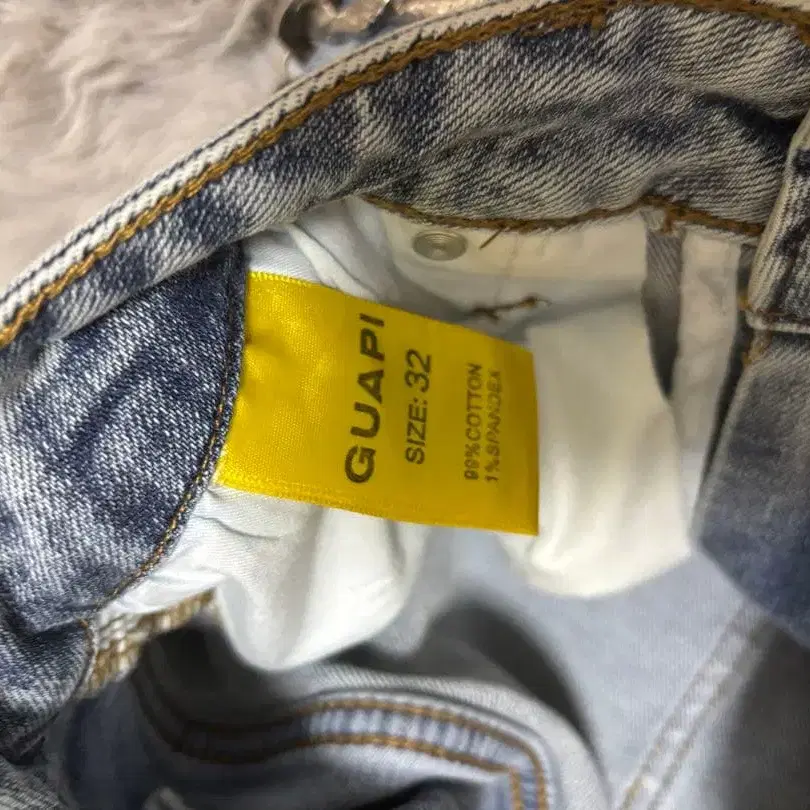 GUAPI
SIZE: 32
99%COTTON
1%SPANDEX